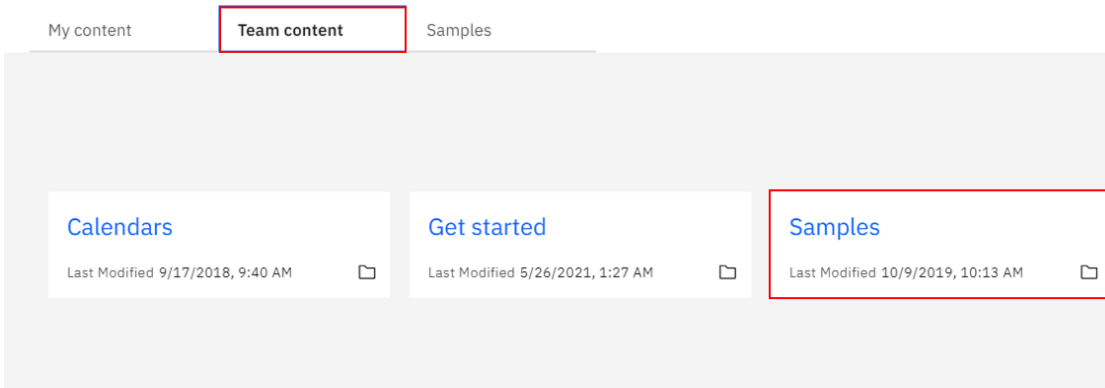 My content
Team content
Samples
Calendars
Last Modified 9/17/2018, 9:40 AM
Get started
Last Modified 5/26/2021, 1:27 AM
Samples
Last Modified 10/9/2019, 10:13 AM